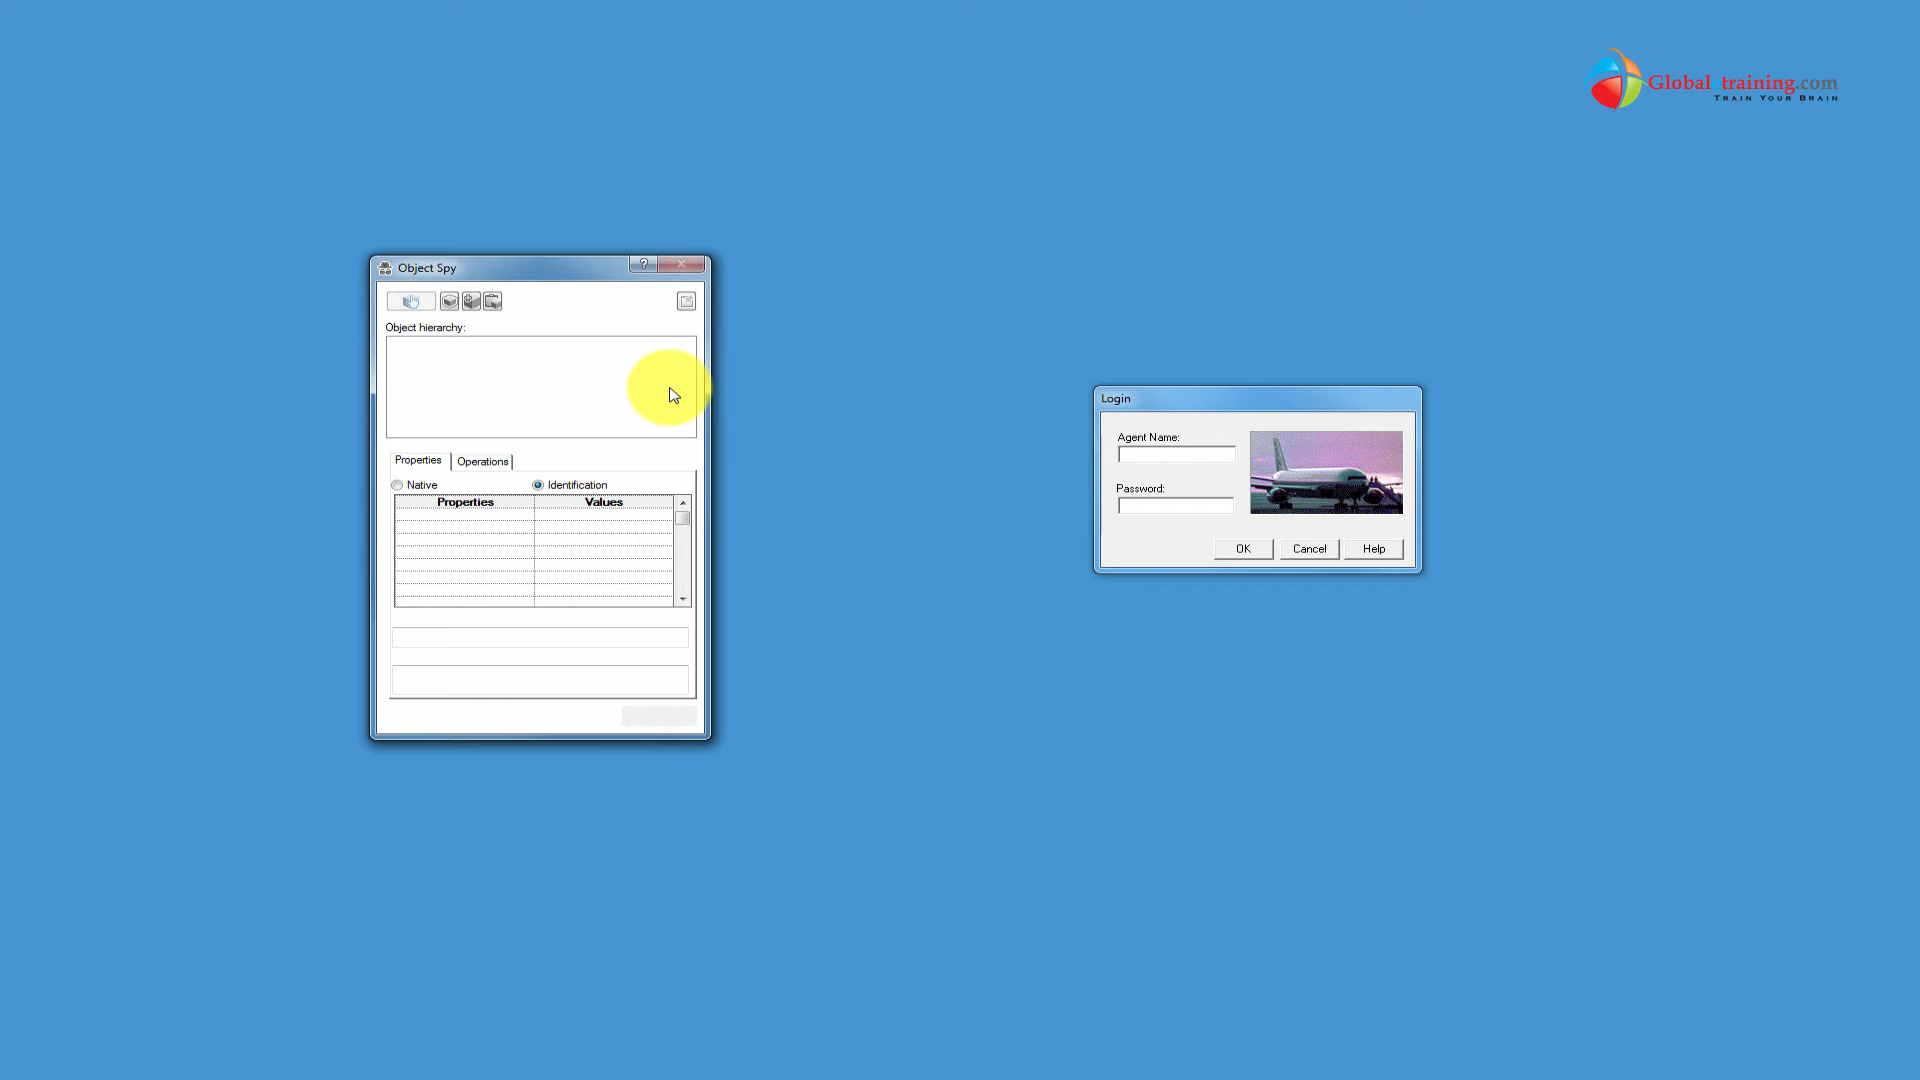 Global training.com
Train Your Brain
Object Spy
?
Object hierarchy:
Properties
Operations
Native
Identification
Properties
Values
Login
Agent Name:
Password:
OK
Cancel
Help